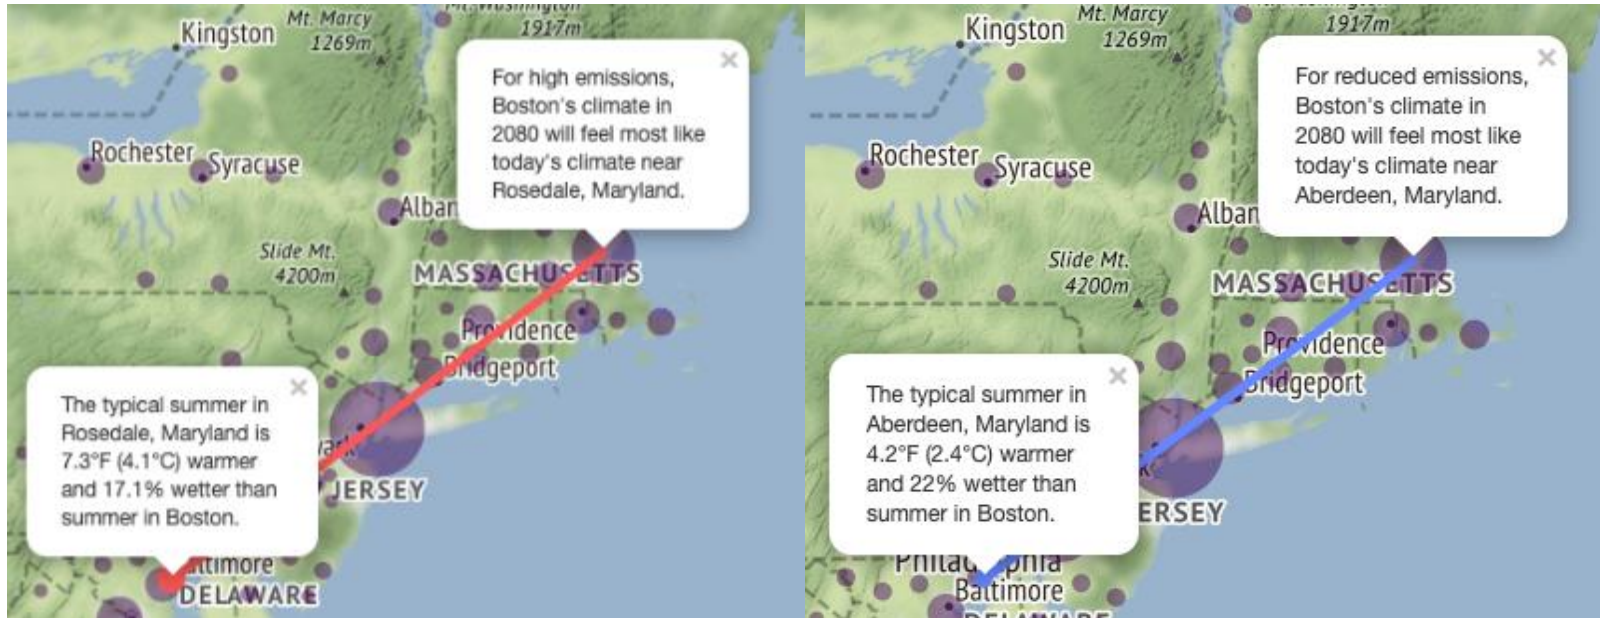 Mt. Marcy
1269m
1917m
Kingston
For high emissions,
Boston's climate in
2080 will feel most like
today's climate near
Rosedale, Maryland.
Rochester
Syracuse
Alban
Slide Mt.
4200m
MASSACHUSETTS
Providence
Bridgeport
The typical summer in
Rosedale, Maryland is
7.3°F (4.1°C) warmer
and 17.1% wetter than
summer in Boston.
JERSEY
Baltimore
DELAWARE
Mt. Marcy
1269m
1917m
Kingston
For reduced emissions,
Boston's climate in
2080 will feel most like
today's climate near
Aberdeen, Maryland.
Rochester
Syracuse
Alban
Slide Mt.
4200m
MASSACHUSETTS
Providence
Bridgeport
The typical summer in
Aberdeen, Maryland is
4.2°F (2.4°C) warmer
and 22% wetter than
summer in Boston.
ERSEY
Philadelphia
Baltimore
DELAWARE